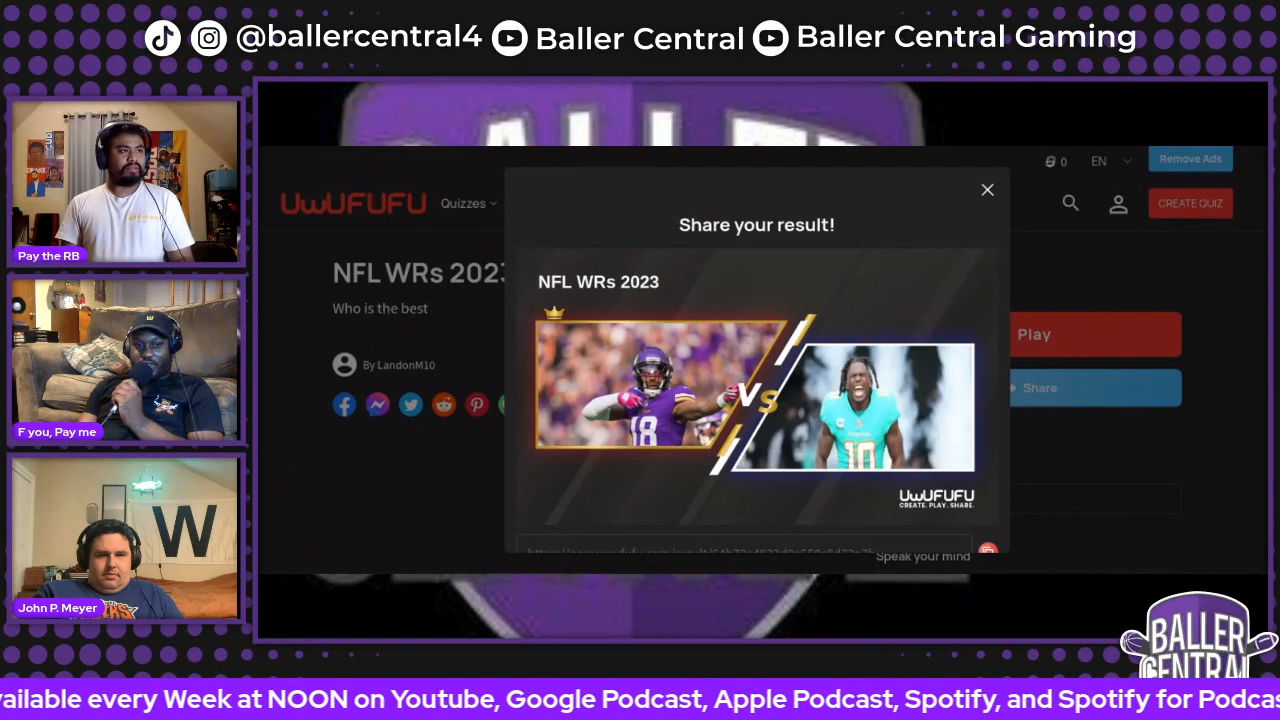 @ballercentral4 Baller Central Baller Central Gaming
Pay the RB
F you, Pay me
W
John P. Meyer
BALLER
UwUFUFU
Quizzes
0
EN
Remove Ads
CREATE QUIZ
NFL WRs 2023
Who is the best
By LandonM10
Play
Share
Share your result!
NFL WRs 2023
18
VS
10
UwUFUFU
CREATE. PLAY. SHARE.
Speak your mind
BALLER
CENTRAL
vailable every Week at NOON on Youtube, Google Podcast, Apple Podcast, Spotify, and Spotify for Podcas